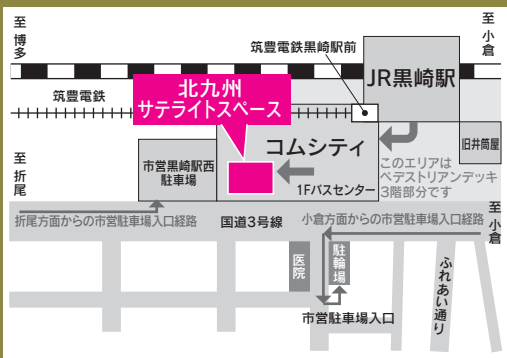 至博多
至小倉
筑豊電鉄黒崎駅前
JR黒崎駅
筑豊電鉄
北九州
サテライトスペース
コムシティ
旧井筒屋
至折尾
市営黒崎駅西
駐車場
1Fバスセンター
このエリアは
ペデストリアンデッキ
3階部分です
至小倉
折尾方面からの市営駐車場入口経路
国道3号線
小倉方面からの市営駐車場入口経路
医院
駐輪場
ふれあい通り
市営駐車場入口